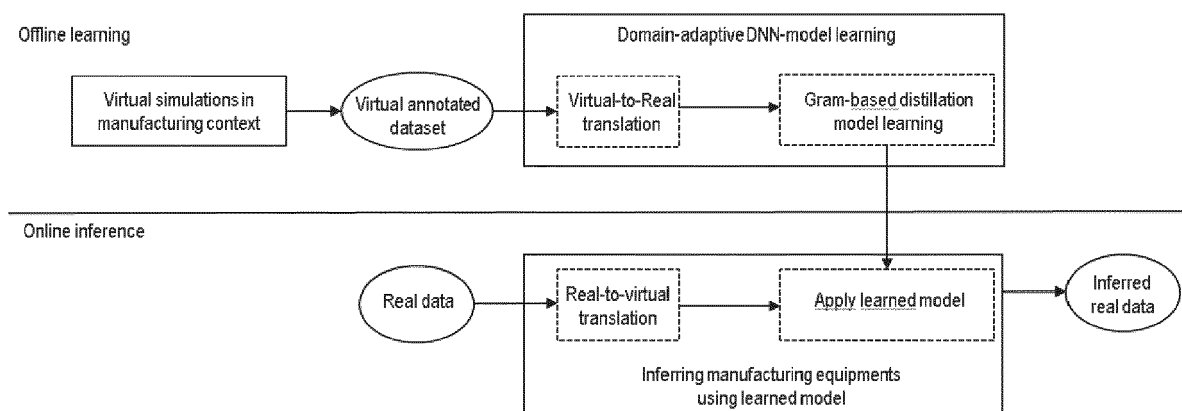 Offline learning
Domain-adaptive DNN-model learning
Virtual simulations in
manufacturing context
Virtual annotated
dataset
Virtual-to-Real
translation
Gram-based distillation
model learning
Online inference
Real data
Real-to-virtual
translation
Apply learned model
Inferred
real data
Inferring manufacturing equipments
using learned model